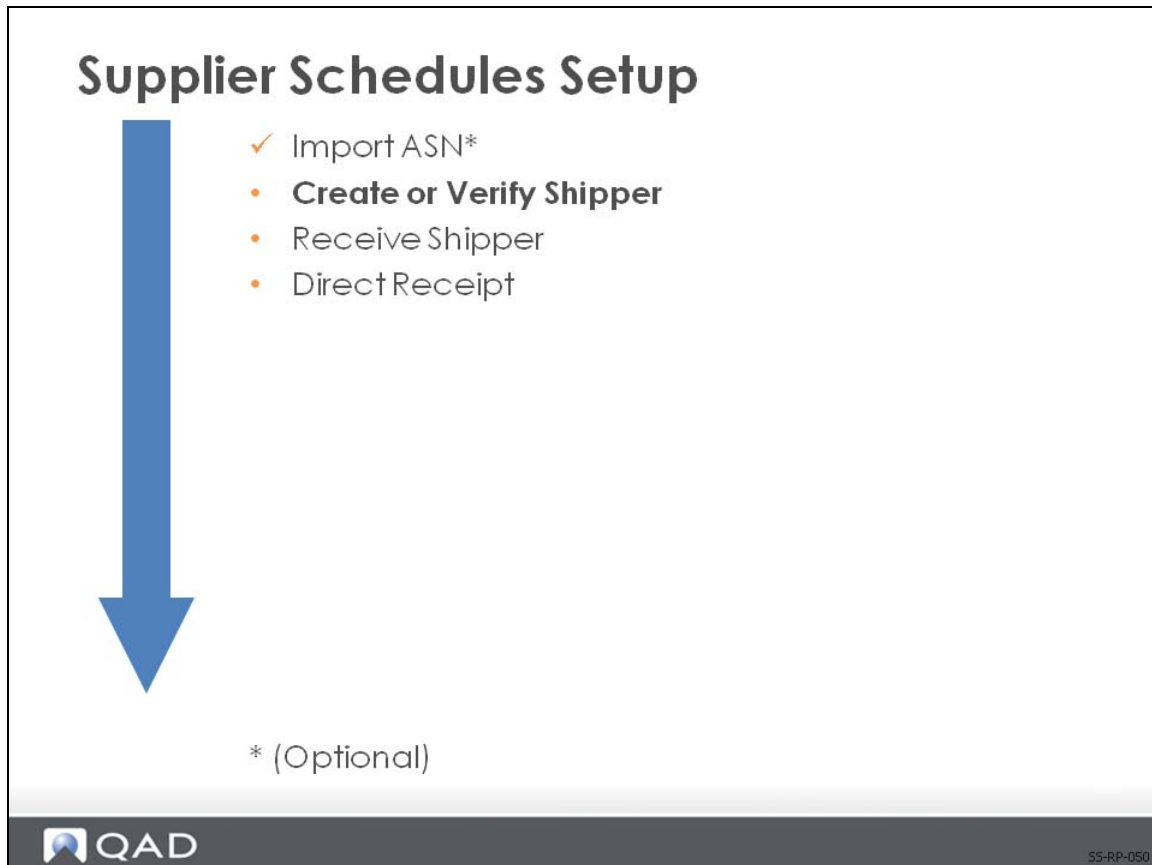 Supplier Schedules Setup
✓ Import ASN*
• Create or Verify Shipper
• Receive Shipper
• Direct Receipt
* (Optional)
QAD
SS-RP-050